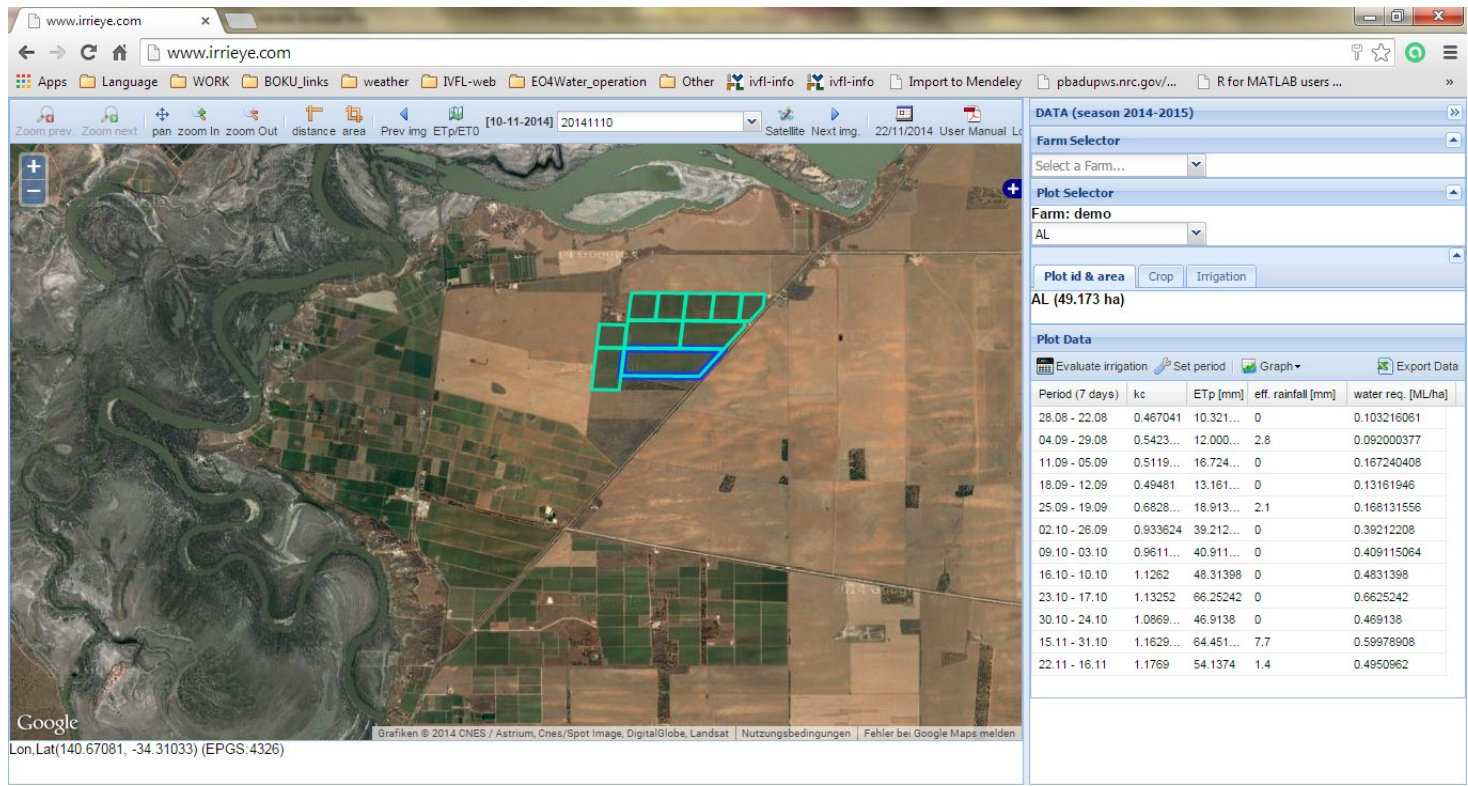 www.irrieye.com
www.irrieye.com
Apps Language WORK BOKU_links weather IVFL-web EO4Water_operation Other ivfl-info ivfl-info Import to Mendeley pbadupws.nrc.gov/... R for MATLAB users ... »
Zoom prev. Zoom next pan zoom In zoom Out distance area Prev img ETp/ET0 [10-11-2014] 20141110 Satellite Next img. 22/11/2014 User Manual Lo
DATA (season 2014-2015)
Farm Selector
Select a Farm...
Plot Selector
Farm: demo
AL
Plot id & area Crop Irrigation
AL (49.173 ha)
Plot Data
Evaluate irrigation Set period Graph Export Data
Period (7 days) kc ETp [mm] eff. rainfall [mm] water req. [ML/ha]
28.08 - 22.08 0.467041 10.321... 0 0.103216061
04.09 - 29.08 0.5423... 12.000... 2.8 0.092000377
11.09 - 05.09 0.5119... 16.724... 0 0.167240408
18.09 - 12.09 0.49481 13.161... 0 0.13161946
25.09 - 19.09 0.6828... 18.913... 2.1 0.168131556
02.10 - 26.09 0.933624 39.212... 0 0.39212208
09.10 - 03.10 0.9611... 40.911... 0 0.409115064
16.10 - 10.10 1.1262 48.31398 0 0.4831398
23.10 - 17.10 1.13252 66.25242 0 0.6625242
30.10 - 24.10 1.0869... 46.9138 0 0.469138
15.11 - 31.10 1.1629... 64.451... 7.7 0.59978908
22.11 - 16.11 1.1769 54.1374 1.4 0.4950962
Google
Grafiken © 2014 CNES / Astrium, Cnes/Spot Image, DigitalGlobe, Landsat Nutzungsbedingungen Fehler bei Google Maps melden
Lon,Lat(140.67081, -34.31033) (EPGS:4326)